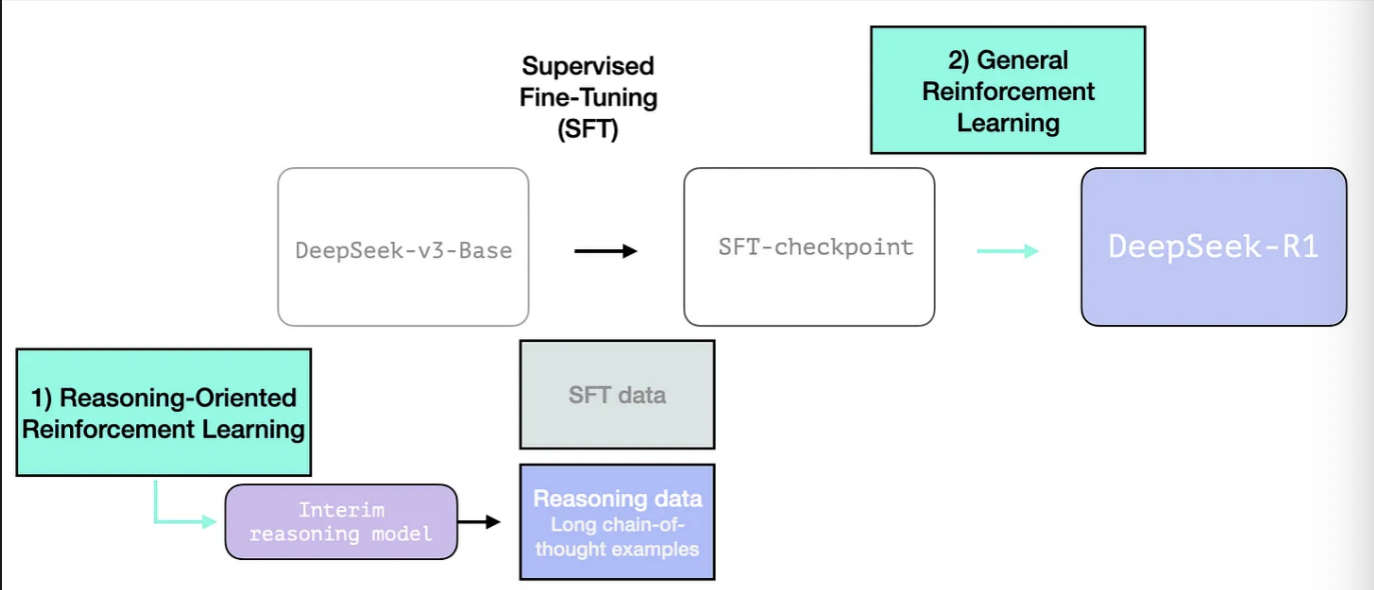 Supervised
Fine-Tuning
(SFT)
2) General
Reinforcement
Learning
DeepSeek-v3-Base
SFT-checkpoint
DeepSeek-R1
1) Reasoning-Oriented
Reinforcement Learning
SFT data
Interim
reasoning model
Reasoning data
Long chain-of-
thought examples